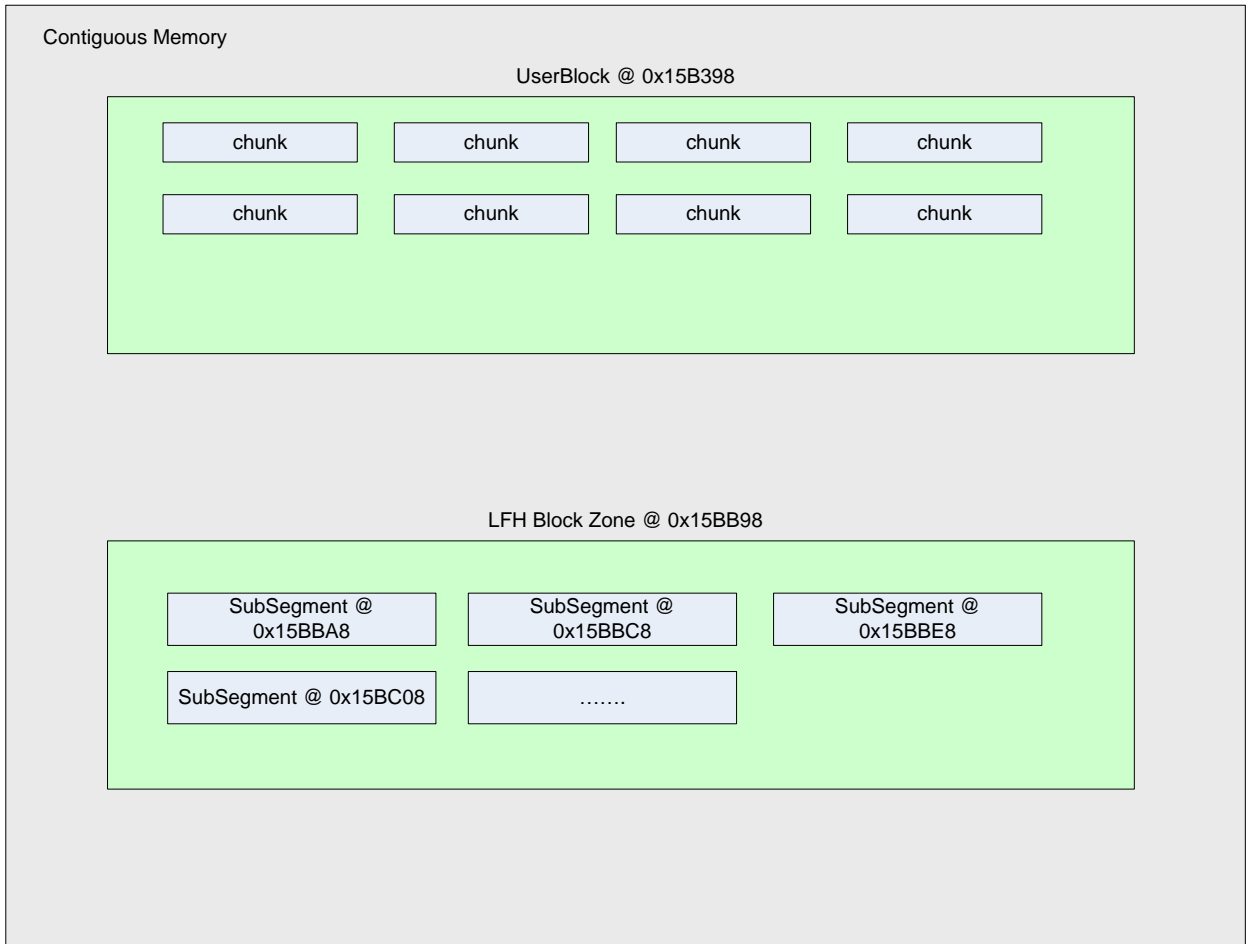 Contiguous Memory
UserBlock @ 0x15B398
chunk chunk chunk chunk
chunk chunk chunk chunk
LFH Block Zone @ 0x15BB98
SubSegment @
0x15BBA8
SubSegment @
0x15BBC8
SubSegment @
0x15BBE8
SubSegment @ 0x15BC08
…....